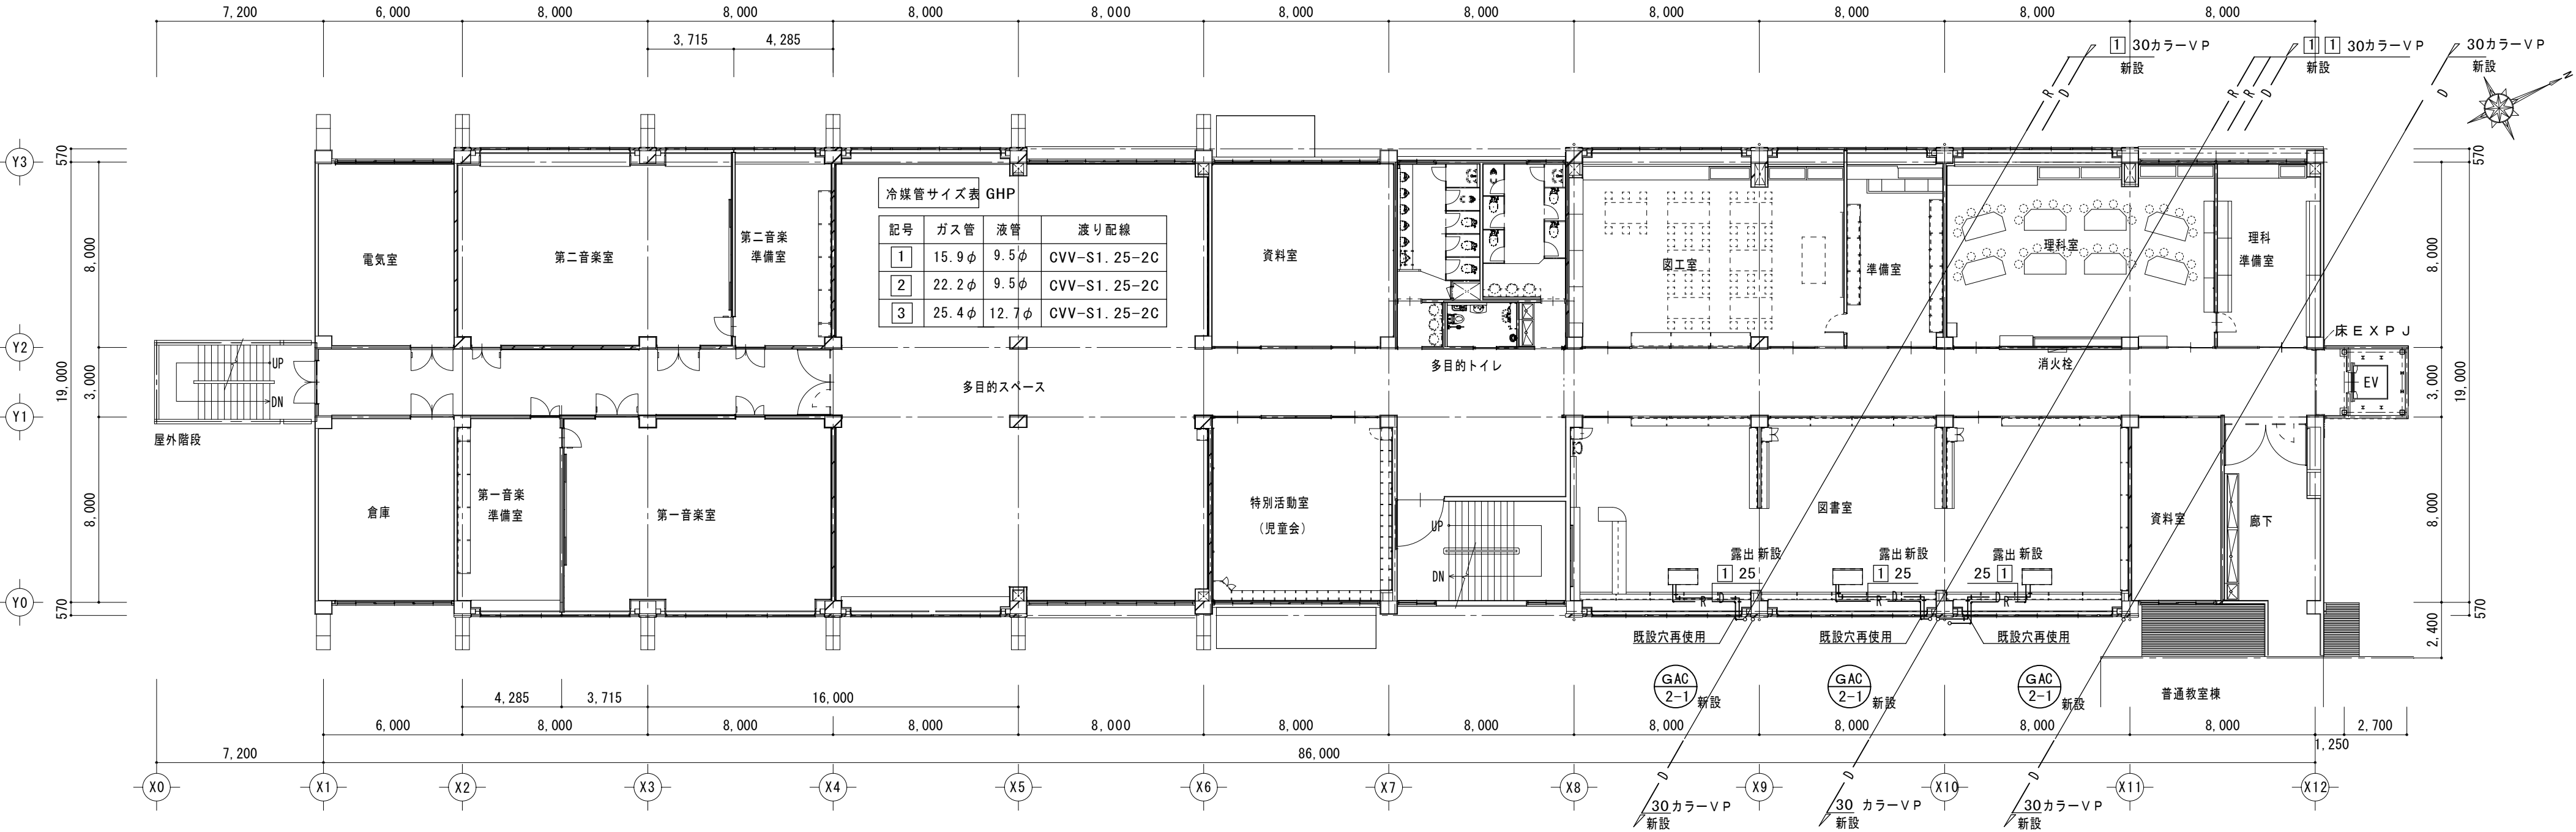 7,200 6,000 8,000 8,000 8,000 8,000 8,000 8,000 8,000 8,000 8,000 8,000
3,715 4,285
1 30カラーVP
新設
1 1 30カラーVP
新設
30カラーVP
新設
R D
R R D
D
N
Y3
Y2
Y1
Y0
570
8,000
3,000
19,000
8,000
570
電気室
第二音楽室
第二音楽
準備室
冷媒管サイズ表 GHP
記号 ガス管 液管 渡り配線
1 15.9φ 9.5φ CVV-S1.25-2C
2 22.2φ 9.5φ CVV-S1.25-2C
3 25.4φ 12.7φ CVV-S1.25-2C
資料室
図工室
準備室
理科室
理科
準備室
570
8,000
3,000
19,000
8,000
570
2,400
床EXPJ
EV
UP
DN
屋外階段
多目的スペース
多目的トイレ
消火栓
倉庫
第一音楽
準備室
第一音楽室
特別活動室
(児童会)
UP
DN
図書室
資料室
廊下
露出新設
1 25
露出新設
1 25
露出新設
25 1
R D
R D
D R
既設穴再使用
既設穴再使用
既設穴再使用
GAC
2-1
新設
GAC
2-1
新設
GAC
2-1
新設
普通教室棟
4,285 3,715 16,000
6,000 8,000 8,000 8,000 8,000 8,000 8,000 8,000 8,000 8,000 8,000 2,700
7,200 86,000 1,250
D D D
X0 X1 X2 X3 X4 X5 X6 X7 X8 X9 X10 X11 X12
30カラーVP
新設
30 カラーVP
新設
30カラーVP
新設